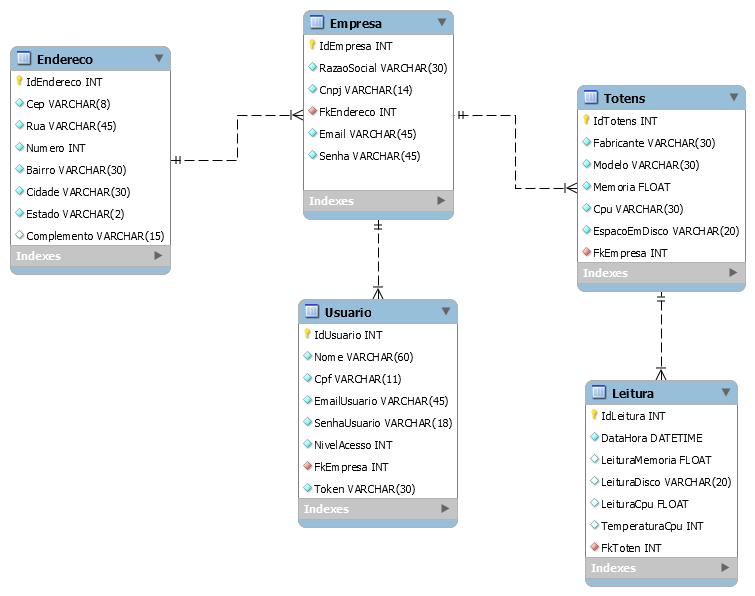 Endereco
IdEndereco INT
Cep VARCHAR(8)
Rua VARCHAR(45)
Numero INT
Bairro VARCHAR(30)
Cidade VARCHAR(30)
Estado VARCHAR(2)
Complemento VARCHAR(15)
Indexes
Empresa
IdEmpresa INT
RazaoSocial VARCHAR(30)
Cnpj VARCHAR(14)
FkEndereco INT
Email VARCHAR(45)
Senha VARCHAR(45)
Indexes
Totens
IdTotens INT
Fabricante VARCHAR(30)
Modelo VARCHAR(30)
Memoria FLOAT
Cpu VARCHAR(30)
EspacoEmDisco VARCHAR(20)
FkEmpresa INT
Indexes
Usuario
IdUsuario INT
Nome VARCHAR(60)
Cpf VARCHAR(11)
EmailUsuario VARCHAR(45)
SenhaUsuario VARCHAR(18)
NivelAcesso INT
FkEmpresa INT
Token VARCHAR(30)
Indexes
Leitura
IdLeitura INT
DataHora DATETIME
LeituraMemoria FLOAT
LeituraDisco VARCHAR(20)
LeituraCpu FLOAT
TemperaturaCpu INT
FkToten INT
Indexes